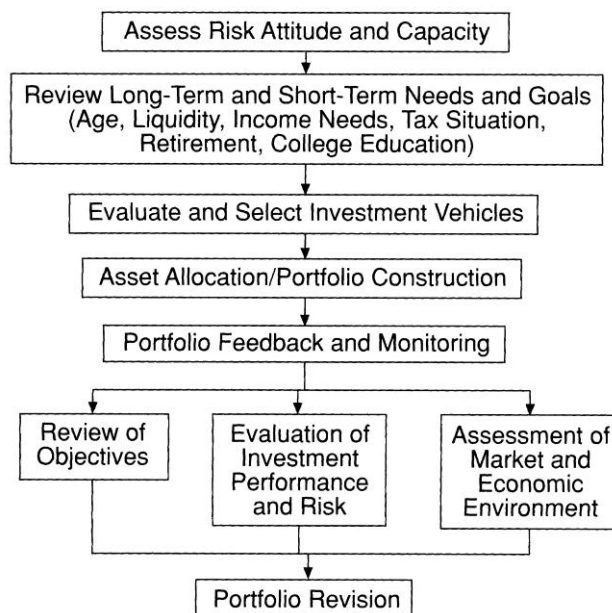 Assess Risk Attitude and Capacity
Review Long-Term and Short-Term Needs and Goals
(Age, Liquidity, Income Needs, Tax Situation,
Retirement, College Education)
Evaluate and Select Investment Vehicles
Asset Allocation/Portfolio Construction
Portfolio Feedback and Monitoring
Review of
Objectives
Evaluation of
Investment
Performance
and Risk
Assessment of
Market and
Economic
Environment
Portfolio Revision